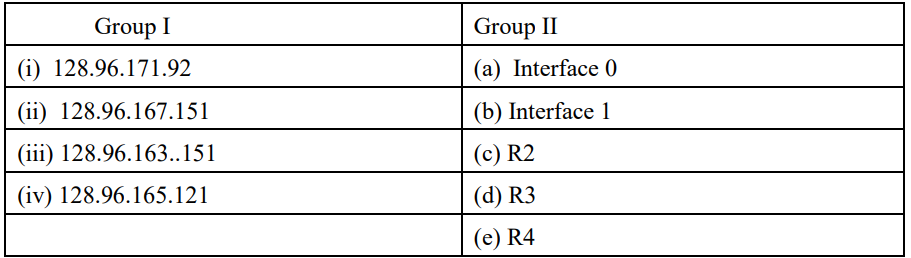 Group I Group II
(i) 128.96.171.92 (a) Interface 0
(ii) 128.96.167.151 (b) Interface 1
(iii) 128.96.163..151 (c) R2
(iv) 128.96.165.121 (d) R3
(e) R4